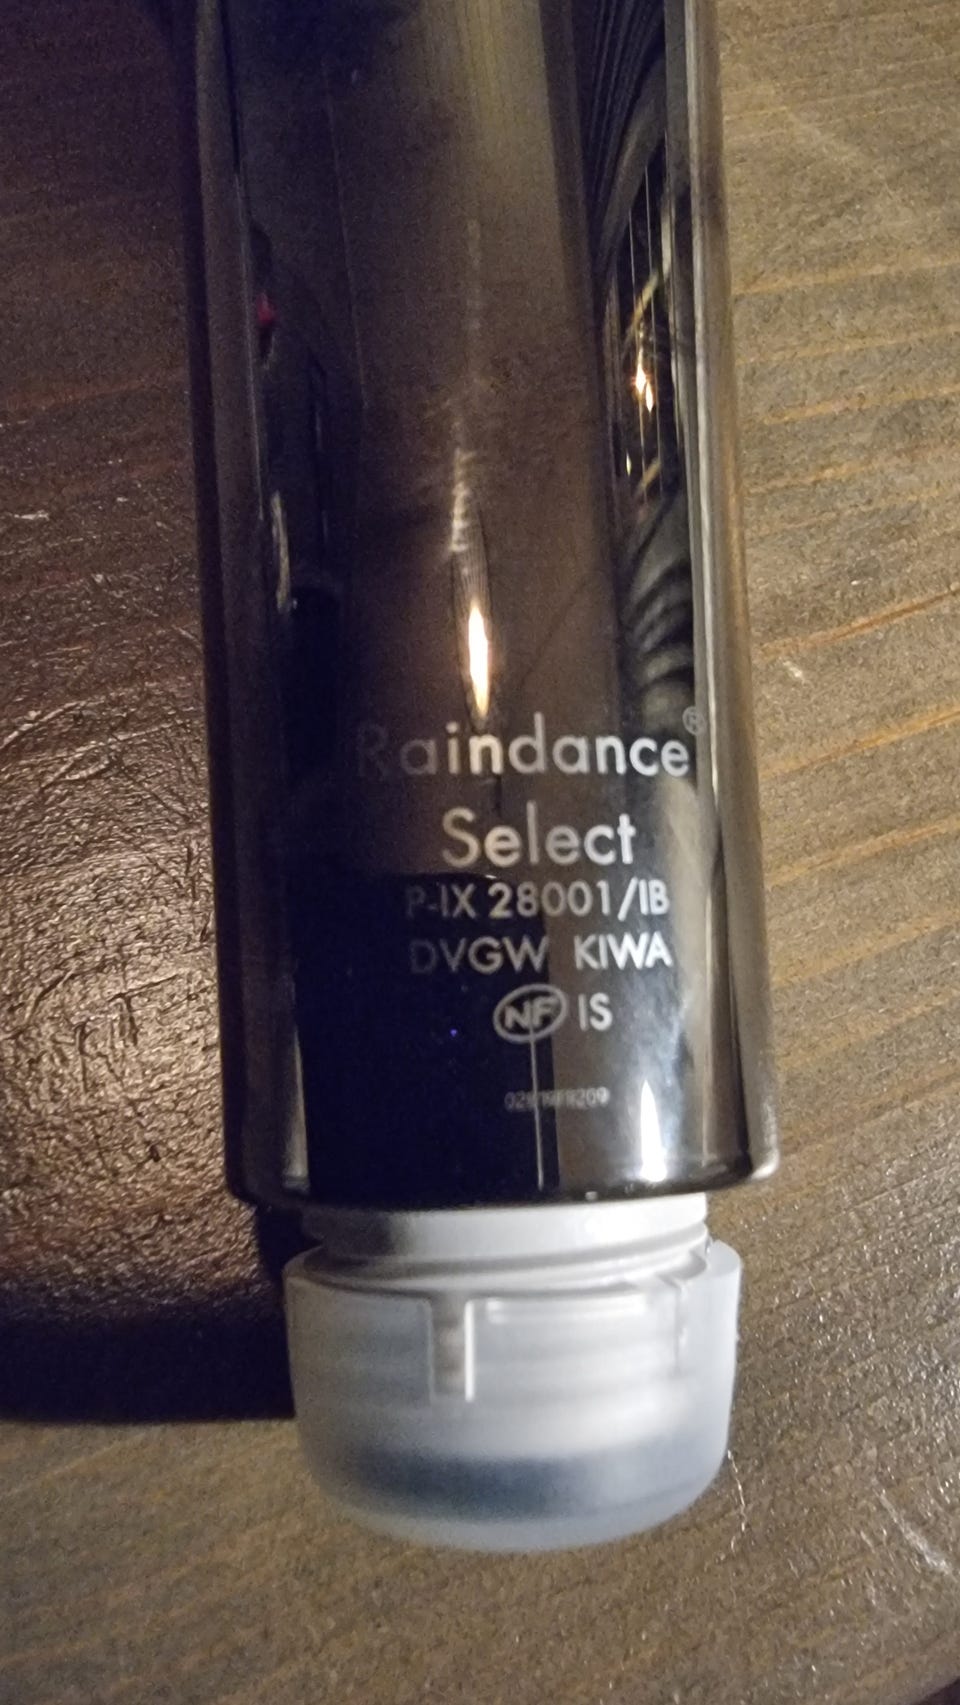 Raindance®
Select
P-IX 28001/IB
DVGW KIWA
NF IS